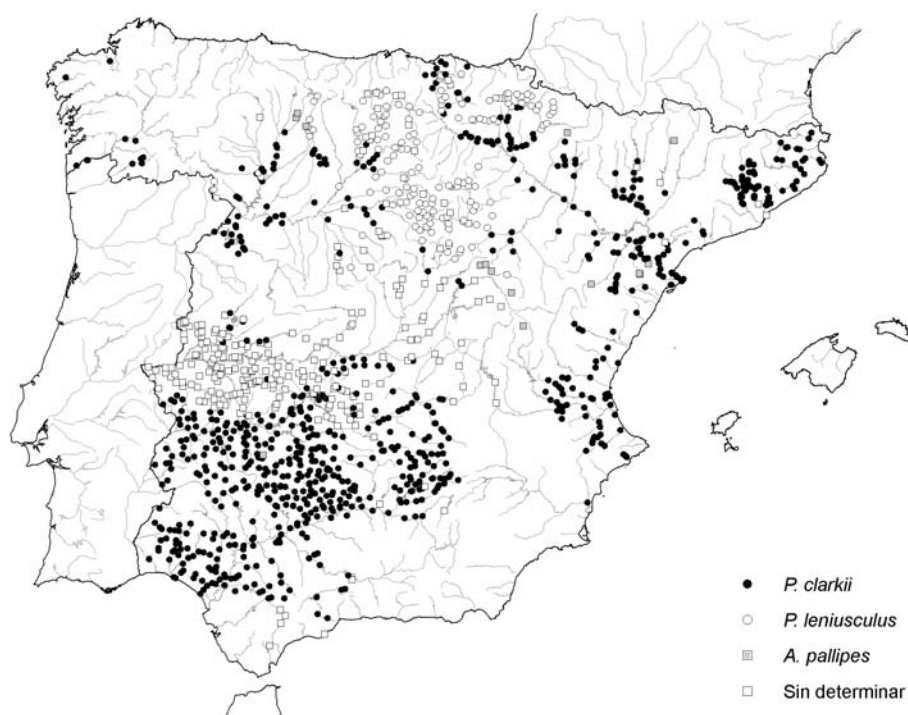 P. clarkii
P. leniusculus
A. pallipes
Sin determinar